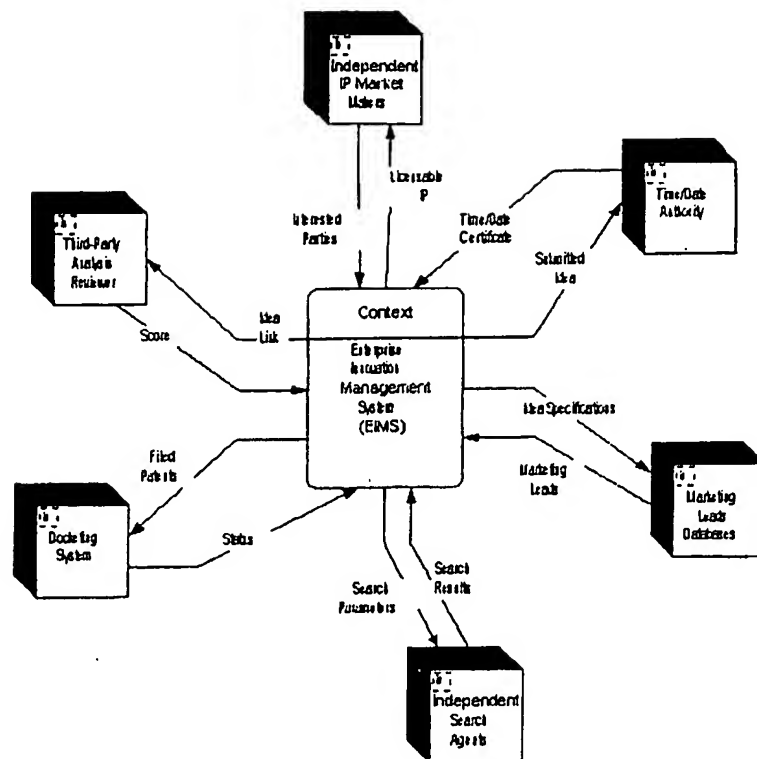 Independent
IP Market
Makers
Licensable
IP
Interested
Parties
Time/Date
Certificate
Time/Date
Authority
Submitted
Idea
Third-Party
Analysis
Reviewer
Idea
Link
Score
Context
Enterprise
Innovation
Management
System
(EIMS)
Idea Specifications
Marketing
Leads
Marketing
Leads
Databases
Filed
Patents
Docketing
System
Status
Search
Parameters
Search
Results
Independent
Search
Agents